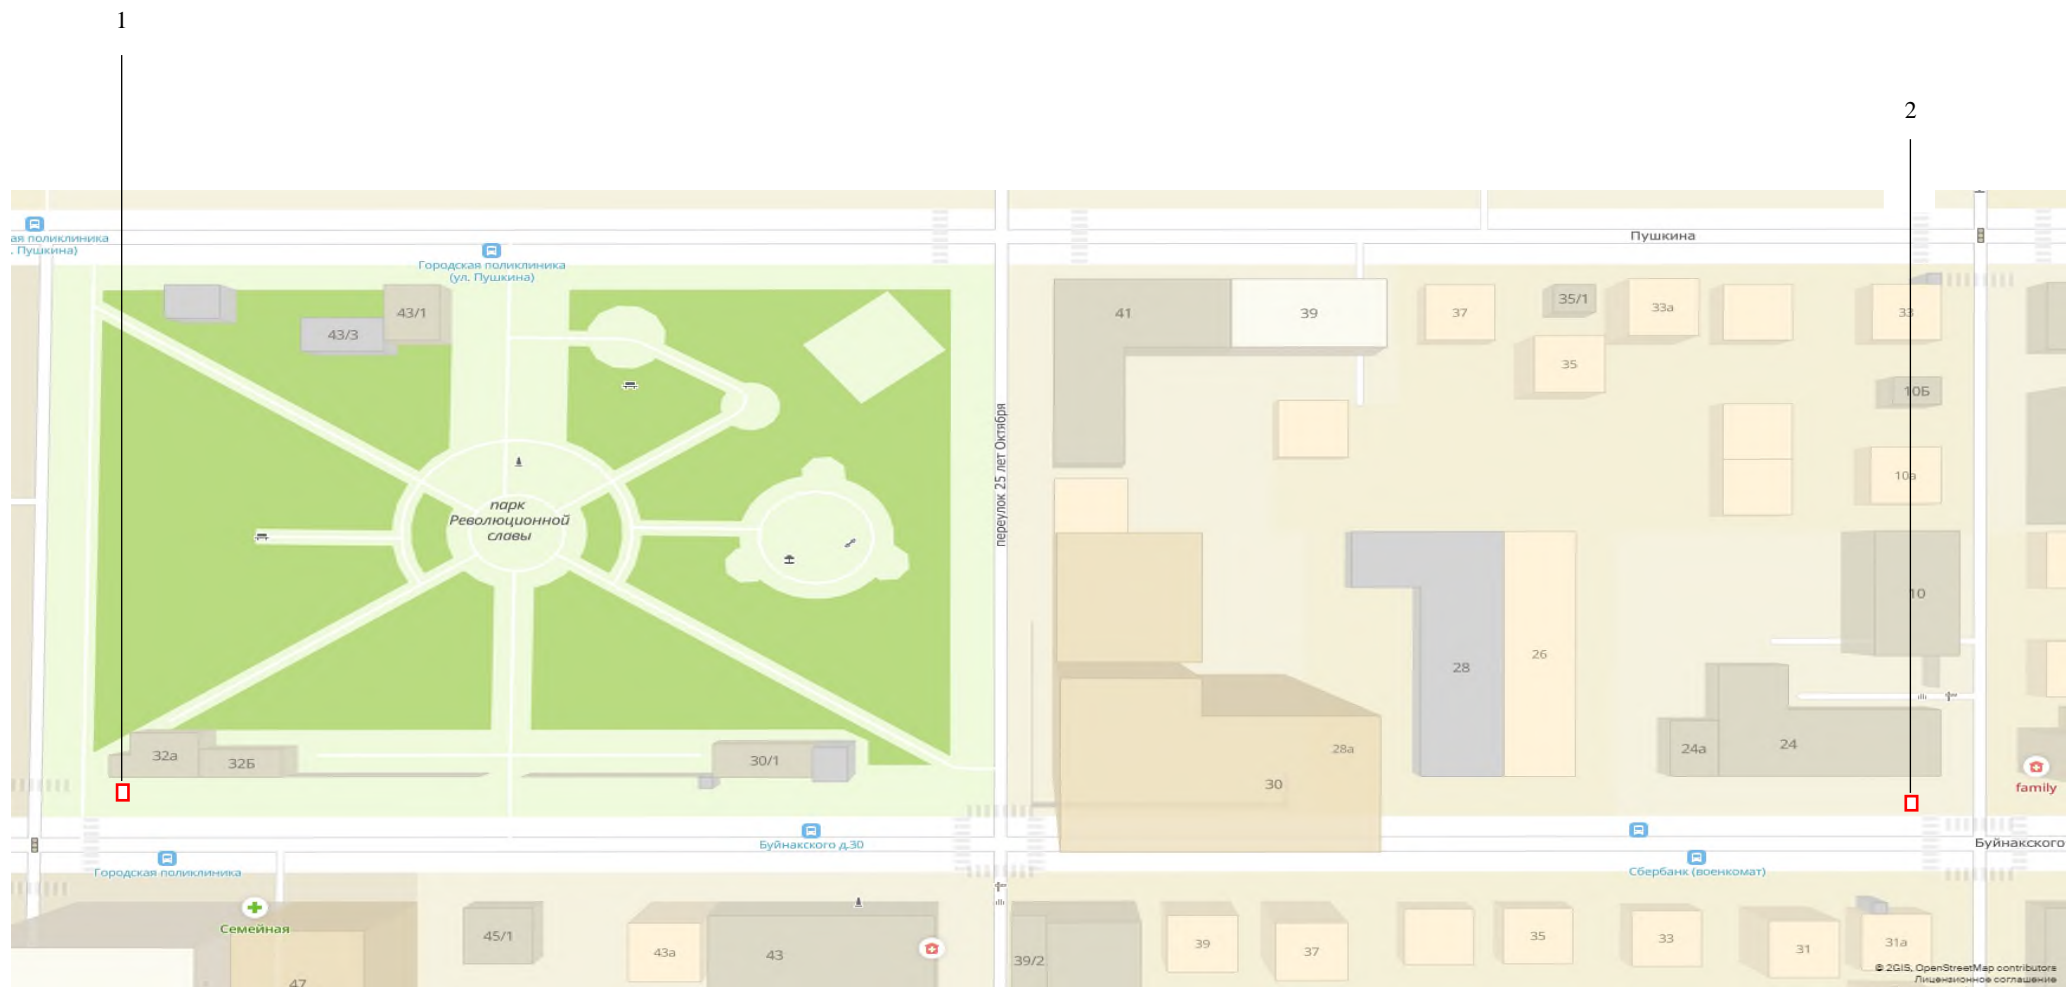 1
2
ая поликлиника
. Пушкина)
Городская поликлиника
(ул. Пушкина)
Пушкина
43/1
43/3
41
39
37
35/1
33а
33
35
10Б
10а
переулок 25 лет Октября
парк
Революционной
славы
10
28
26
32а
32Б
30/1
28а
30
24а
24
family
Буйнакского д.30
Буйнакского
Городская поликлиника
Сбербанк (военкомат)
Семейная
45/1
43а
43
39/2
39
37
35
33
31
31а
47
© 2GIS, OpenStreetMap contributors
Лицензионное соглашение